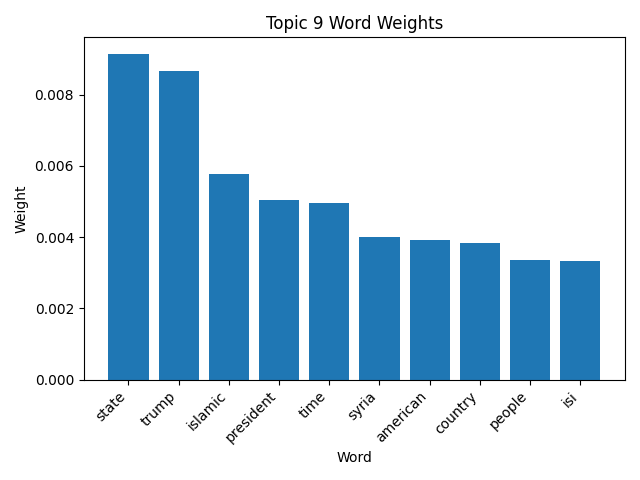 Topic 9 Word Weights
Weight
0.008
0.006
0.004
0.002
0.000
state
trump
islamic
president
time
syria
american
country
people
isi
Word